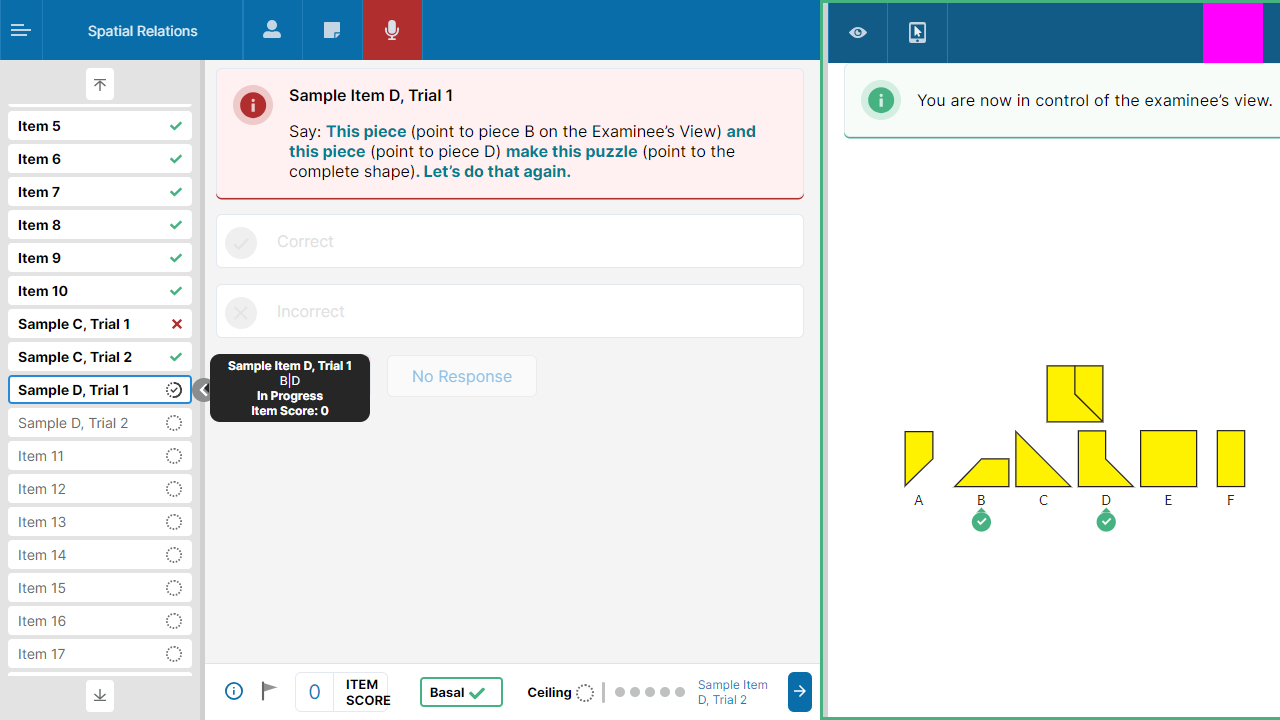 Spatial Relations
Item 5
Item 6
Item 7
Item 8
Item 9
Item 10
Sample C, Trial 1
Sample C, Trial 2
Sample D, Trial 1
Sample D, Trial 2
Item 11
Item 12
Item 13
Item 14
Item 15
Item 16
Item 17
Sample Item D, Trial 1
Say: This piece (point to piece B on the Examinee’s View) and
this piece (point to piece D) make this puzzle (point to the
complete shape). Let’s do that again.
Correct
Incorrect
Sample Item D, Trial 1
B|D
In Progress
Item Score: 0
No Response
0
ITEM
SCORE
Basal
Ceiling
Sample Item
D, Trial 2
You are now in control of the examinee’s view.
A B C D E F